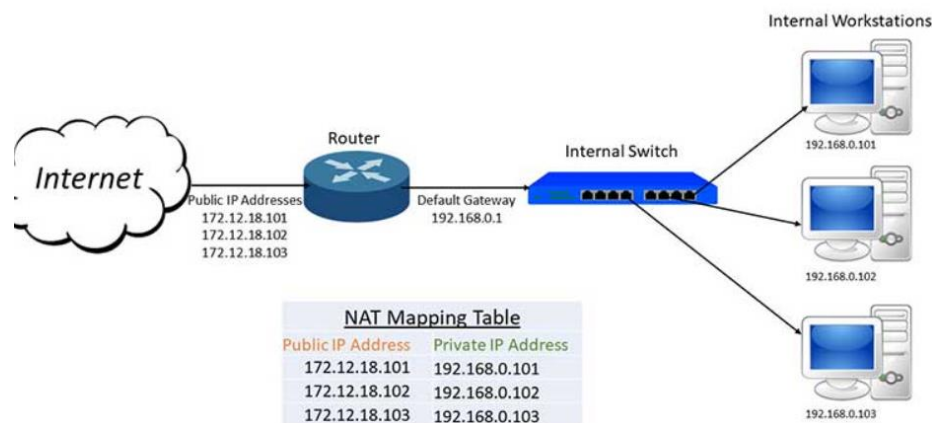 Internal Workstations
Router
Internal Switch
Internet
Public IP Addresses
172.12.18.101
172.12.18.102
172.12.18.103
Default Gateway
192.168.0.1
192.168.0.101
192.168.0.102
192.168.0.103
NAT Mapping Table
Public IP Address Private IP Address
172.12.18.101 192.168.0.101
172.12.18.102 192.168.0.102
172.12.18.103 192.168.0.103